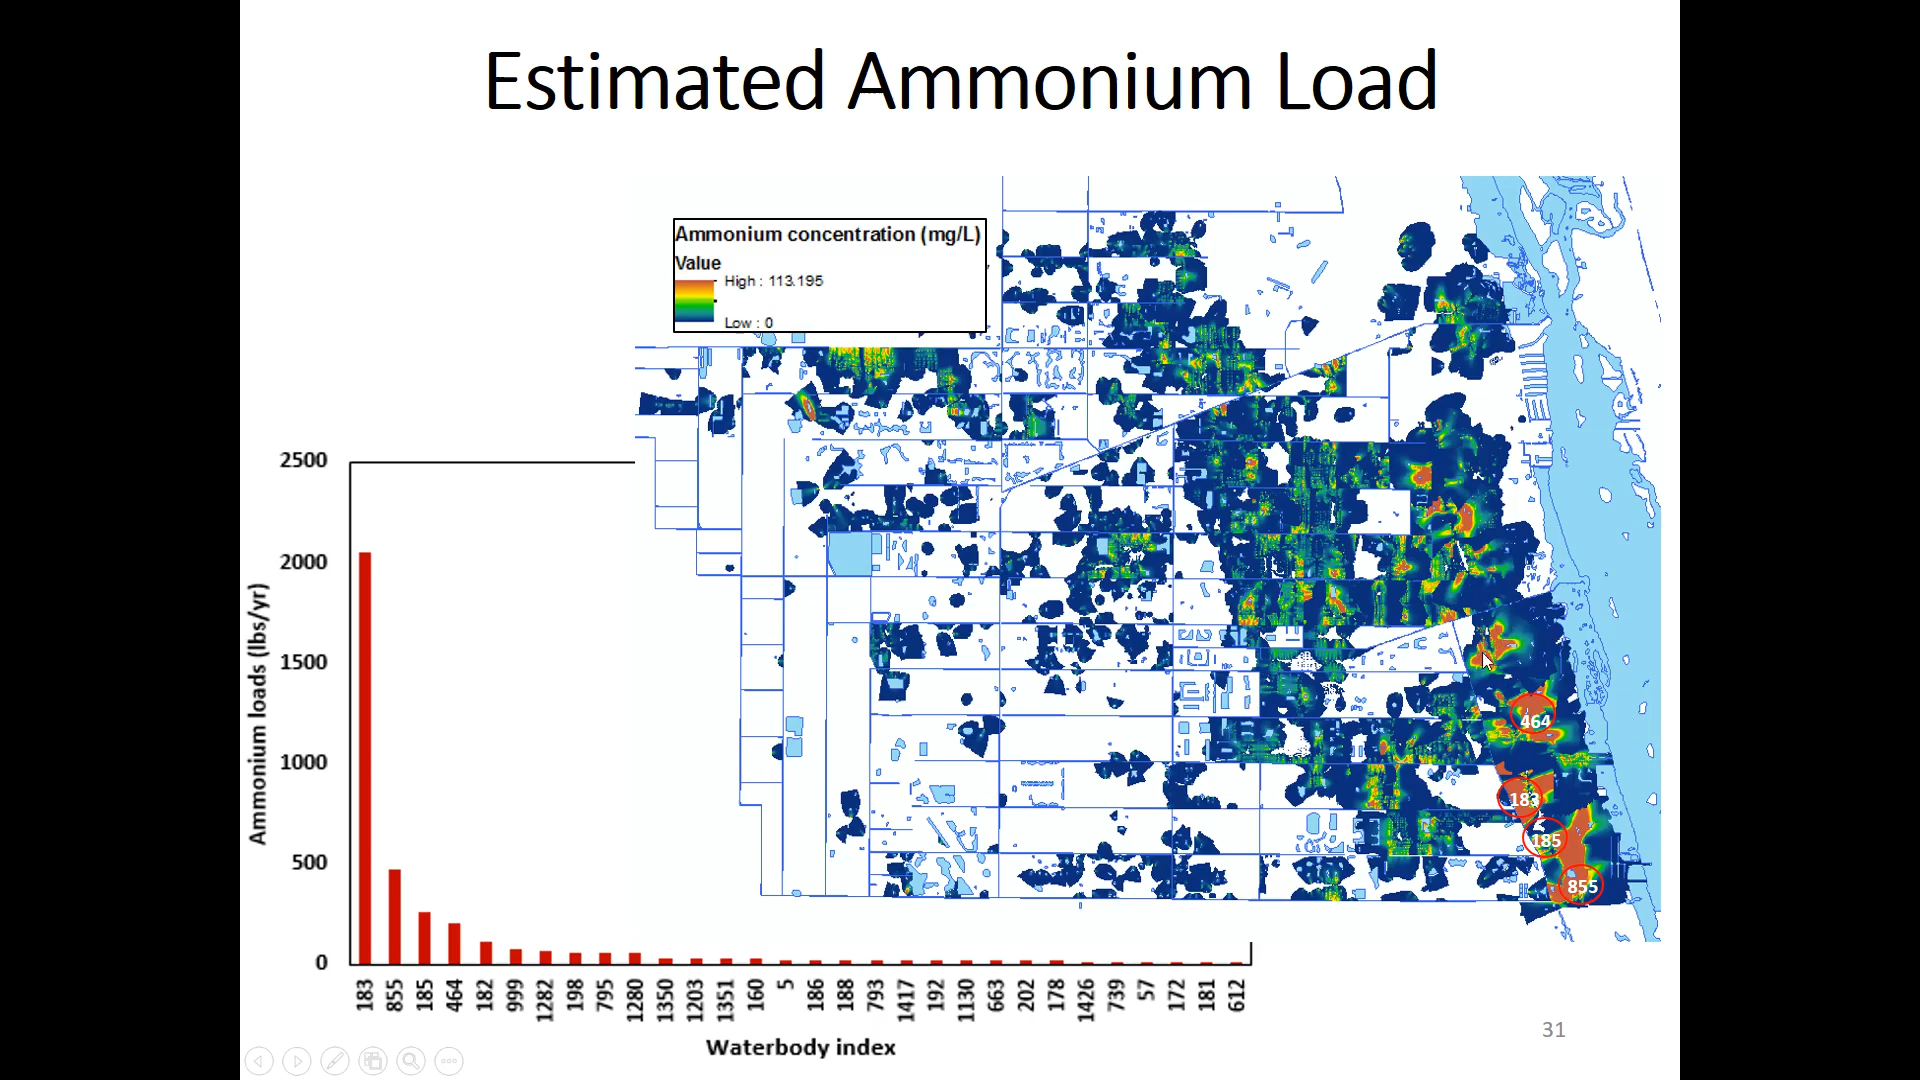 Estimated Ammonium Load
Ammonium concentration (mg/L)
Value
High : 113.195
Low : 0
464
183
185
855
2500
2000
1500
1000
500
0
Ammonium loads (lbs/yr)
183 855 185 464 182 999 1282 198 795 1280 1350 1203 1351 160 5 186 188 793 1417 192 1130 663 202 178 1426 739 57 172 181 612
Waterbody index
31